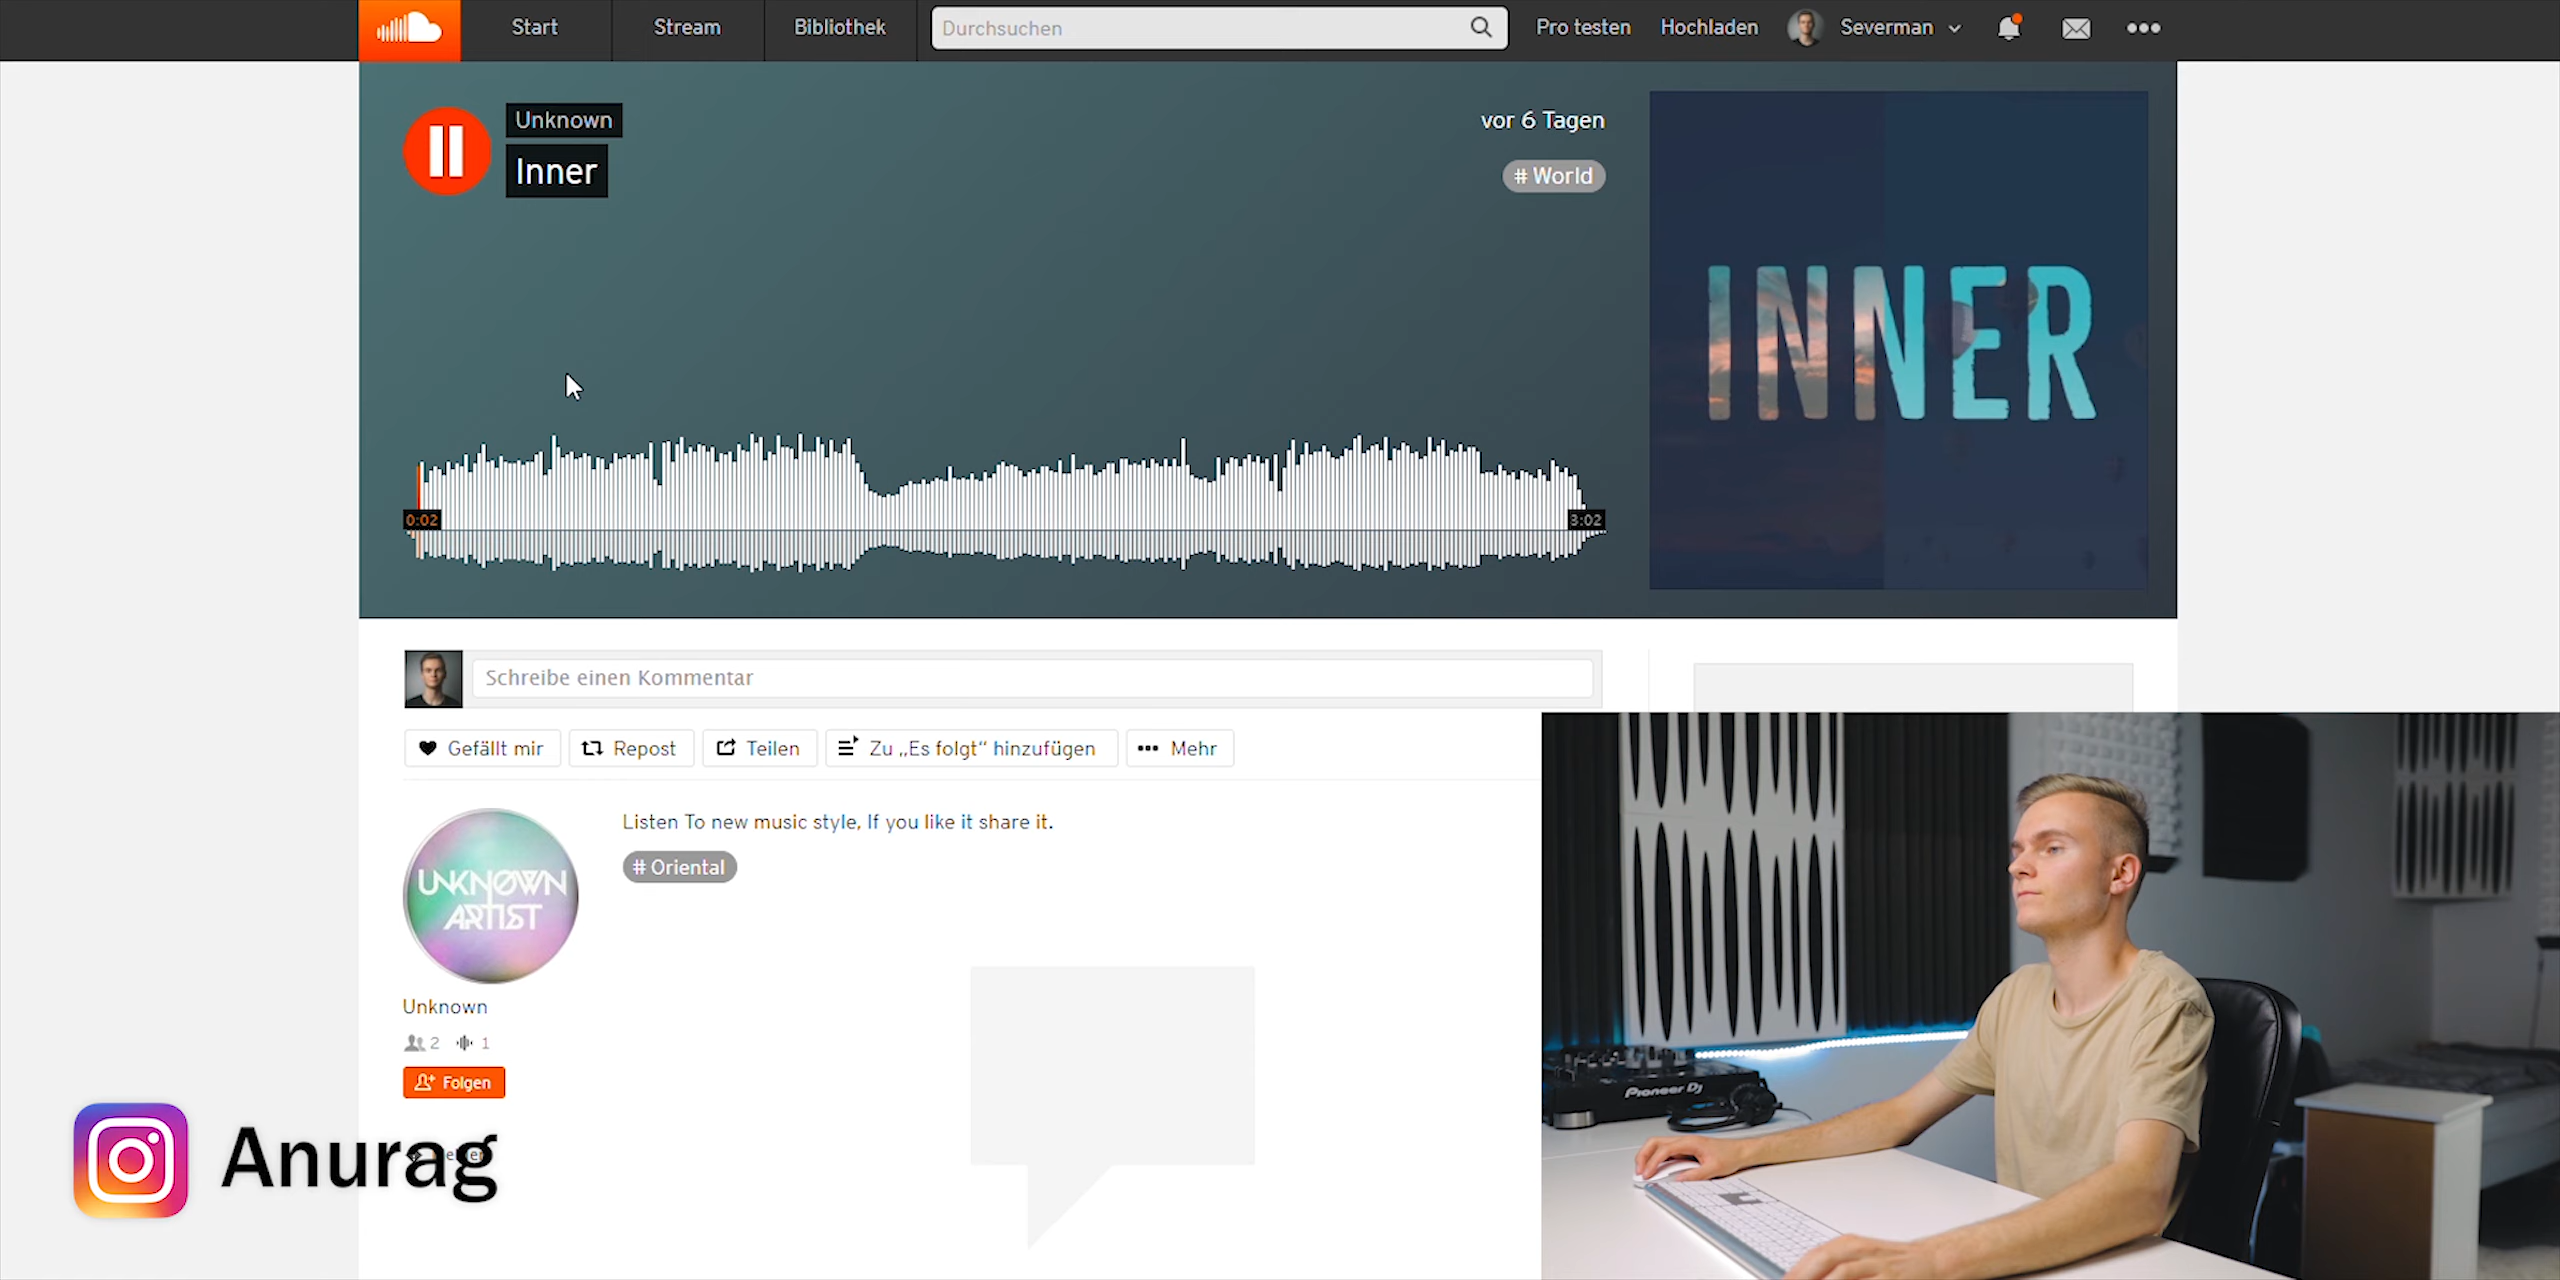 Start
Stream
Bibliothek
Durchsuchen
Pro testen
Hochladen
Severman
Unknown
Inner
vor 6 Tagen
# World
INNER
0:02
3:02
Schreibe einen Kommentar
Gefällt mir
Repost
Teilen
Zu „Es folgt“ hinzufügen
Mehr
Listen To new music style, If you like it share it.
# Oriental
UNKNOWN
ARTIST
Unknown
2
1
Folgen
Anurag
Pioneer DJ